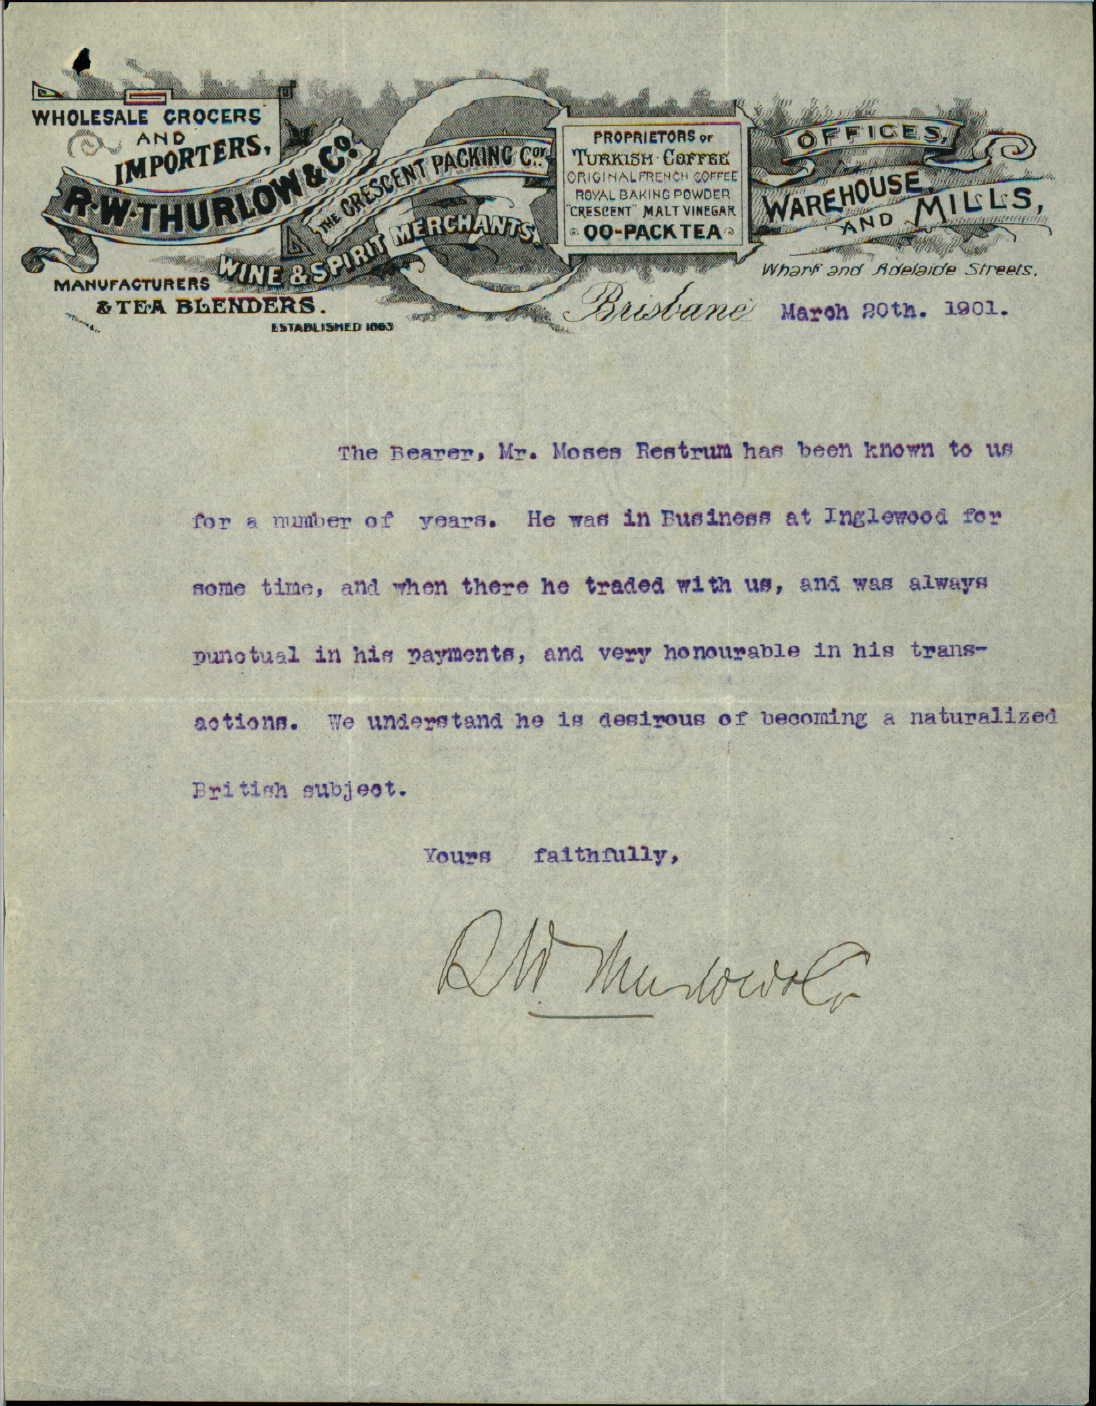 WHOLESALE GROCERS
AND
IMPORTERS,
R.W. THURLOW & Co.
THE CRESCENT PACKING Coy.
WINE & SPIRIT MERCHANTS.
MANUFACTURERS
& TEA BLENDERS.
ESTABLISHED 1863
PROPRIETORS OF
TURKISH COFFEE
ORIGINAL FRENCH COFFEE
ROYAL BAKING POWDER
"CRESCENT" MALT VINEGAR
OO-PACK TEA
OFFICES,
WAREHOUSE,
AND MILLS,
Wharf and Adelaide Streets.
Brisbane March 20th. 1901.
The Bearer, Mr. Moses Restrum has been known to us
for a number of years. He was in Business at Inglewood for
some time, and when there he traded with us, and was always
punctual in his payments, and very honourable in his trans-
actions. We understand he is desirous of becoming a naturalized
British subject.
Yours faithfully,
R W Thurlow & Co